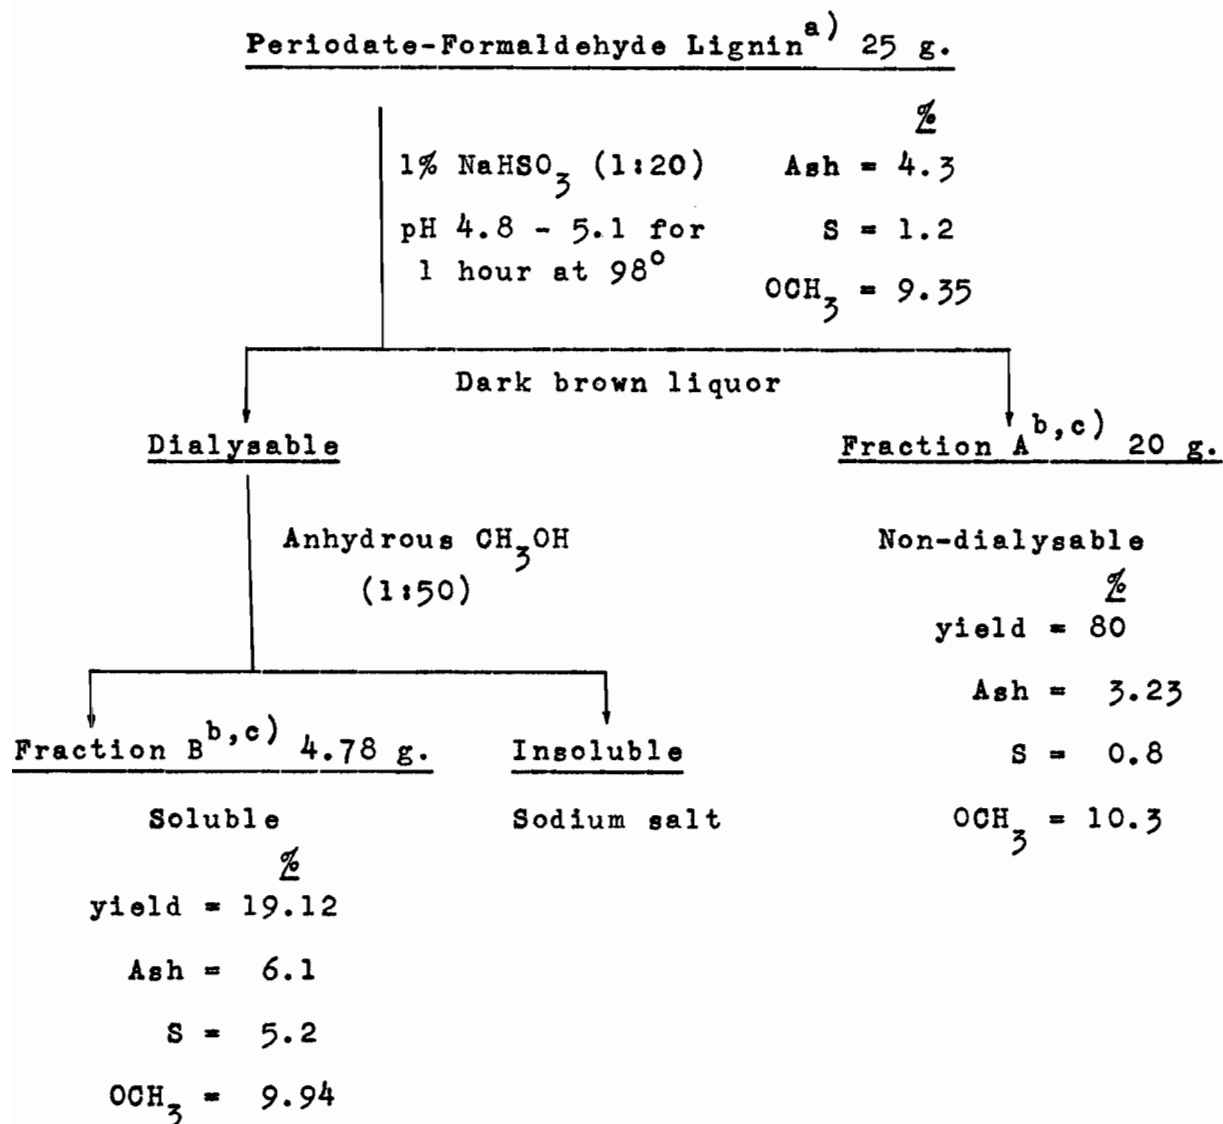 Periodate-Formaldehyde Lignin a) 25 g.
%
1% NaHSO3 (1:20)
pH 4.8 - 5.1 for
1 hour at 98°
Ash = 4.3
S = 1.2
OCH3 = 9.35
Dark brown liquor
Dialysable
Anhydrous CH3OH
(1:50)
Fraction A b,c) 20 g.
Non-dialysable
%
yield = 80
Ash = 3.23
S = 0.8
OCH3 = 10.3
Fraction B b,c) 4.78 g.
Soluble
%
yield = 19.12
Ash = 6.1
S = 5.2
OCH3 = 9.94
Insoluble
Sodium salt